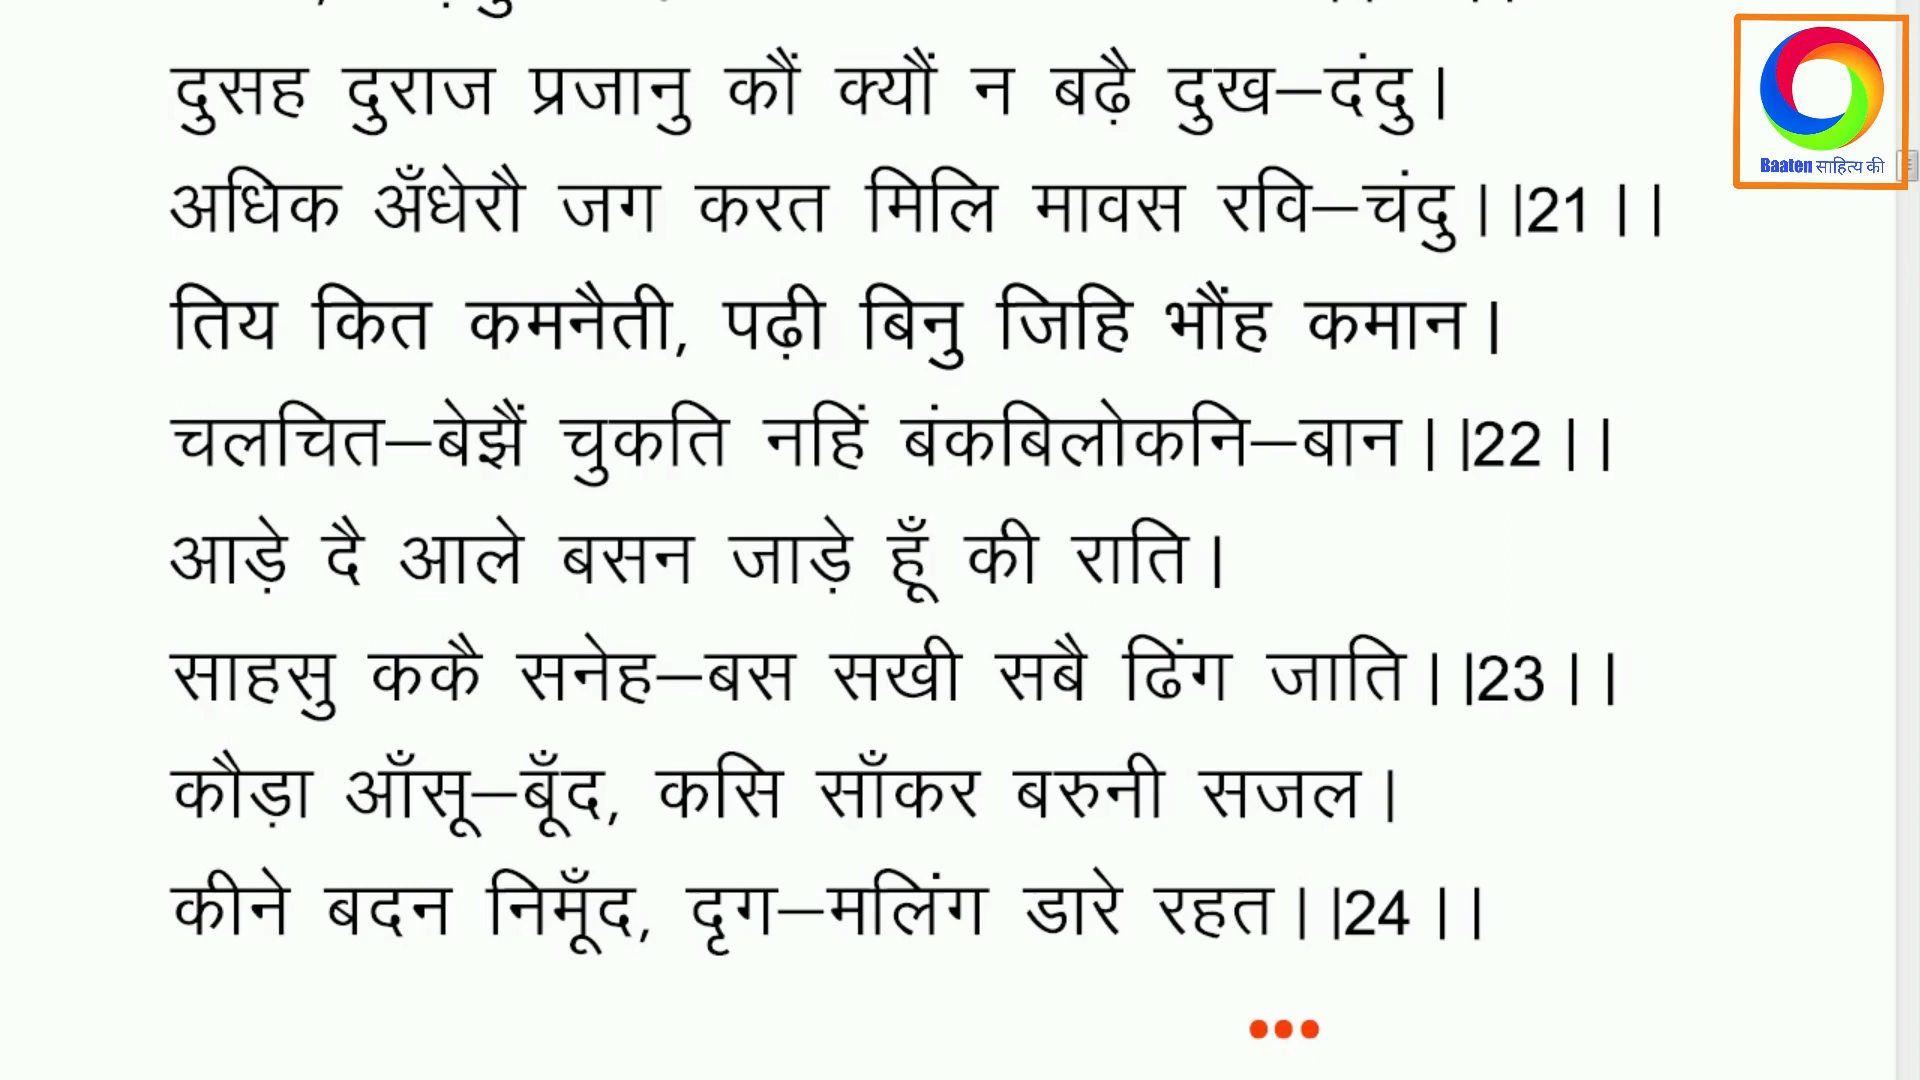 दुसह दुराज प्रजानु कौं क्यौं न बढ़ै दुख–दंदु।
अधिक अँधेरौ जग करत मिलि मावस रवि–चंदु।।21।।
तिय कित कमनैती, पढ़ी बिनु जिहि भौंह कमान।
चलचित–बेझैं चुकति नहिं बंकबिलोकनि–बान।।22।।
आड़े दै आले बसन जाड़े हूँ की राति।
साहसु ककै सनेह–बस सखी सबै ढिंग जाति।।23।।
कौड़ा आँसू–बूँद, कसि साँकर बरुनी सजल।
कीने बदन निमूँद, दृग–मलिंग डारे रहत।।24।।
Baaten साहित्य की